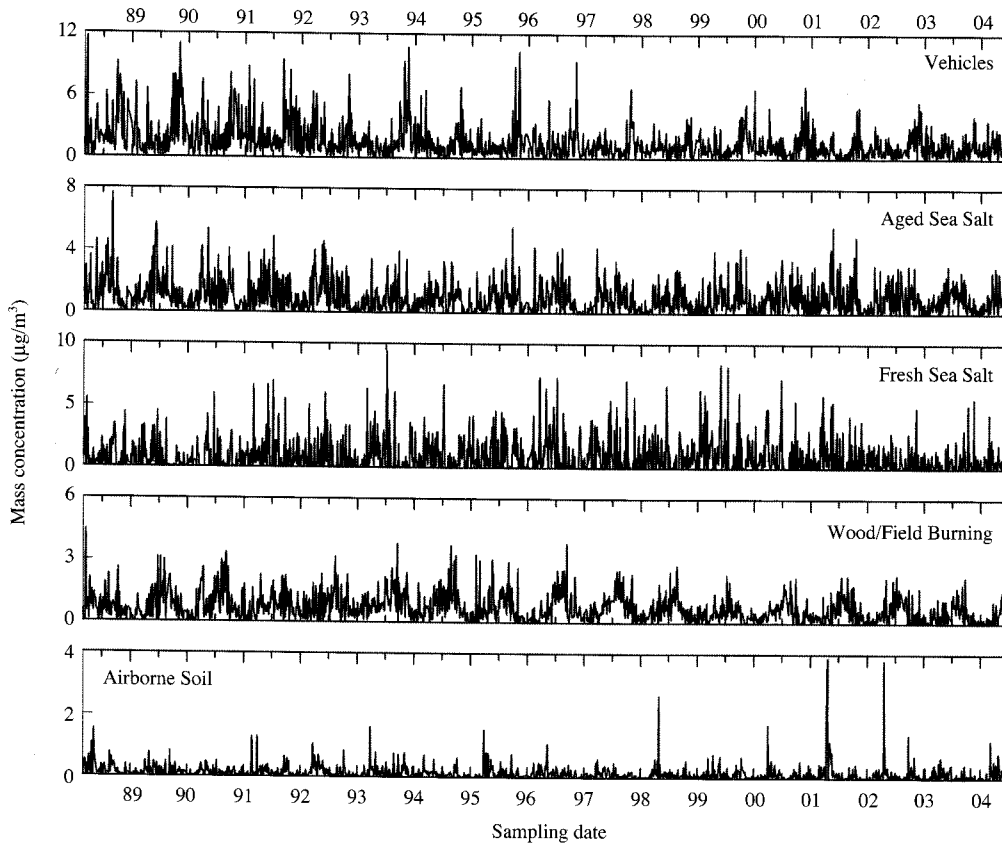 89 90 91 92 93 94 95 96 97 98 99 00 01 02 03 04
12
Vehicles
6
0
8
Aged Sea Salt
4
0
10
Fresh Sea Salt
5
0
Mass concentration (µg/m³)
6
Wood/Field Burning
3
0
4
Airborne Soil
2
0
89 90 91 92 93 94 95 96 97 98 99 00 01 02 03 04
Sampling date